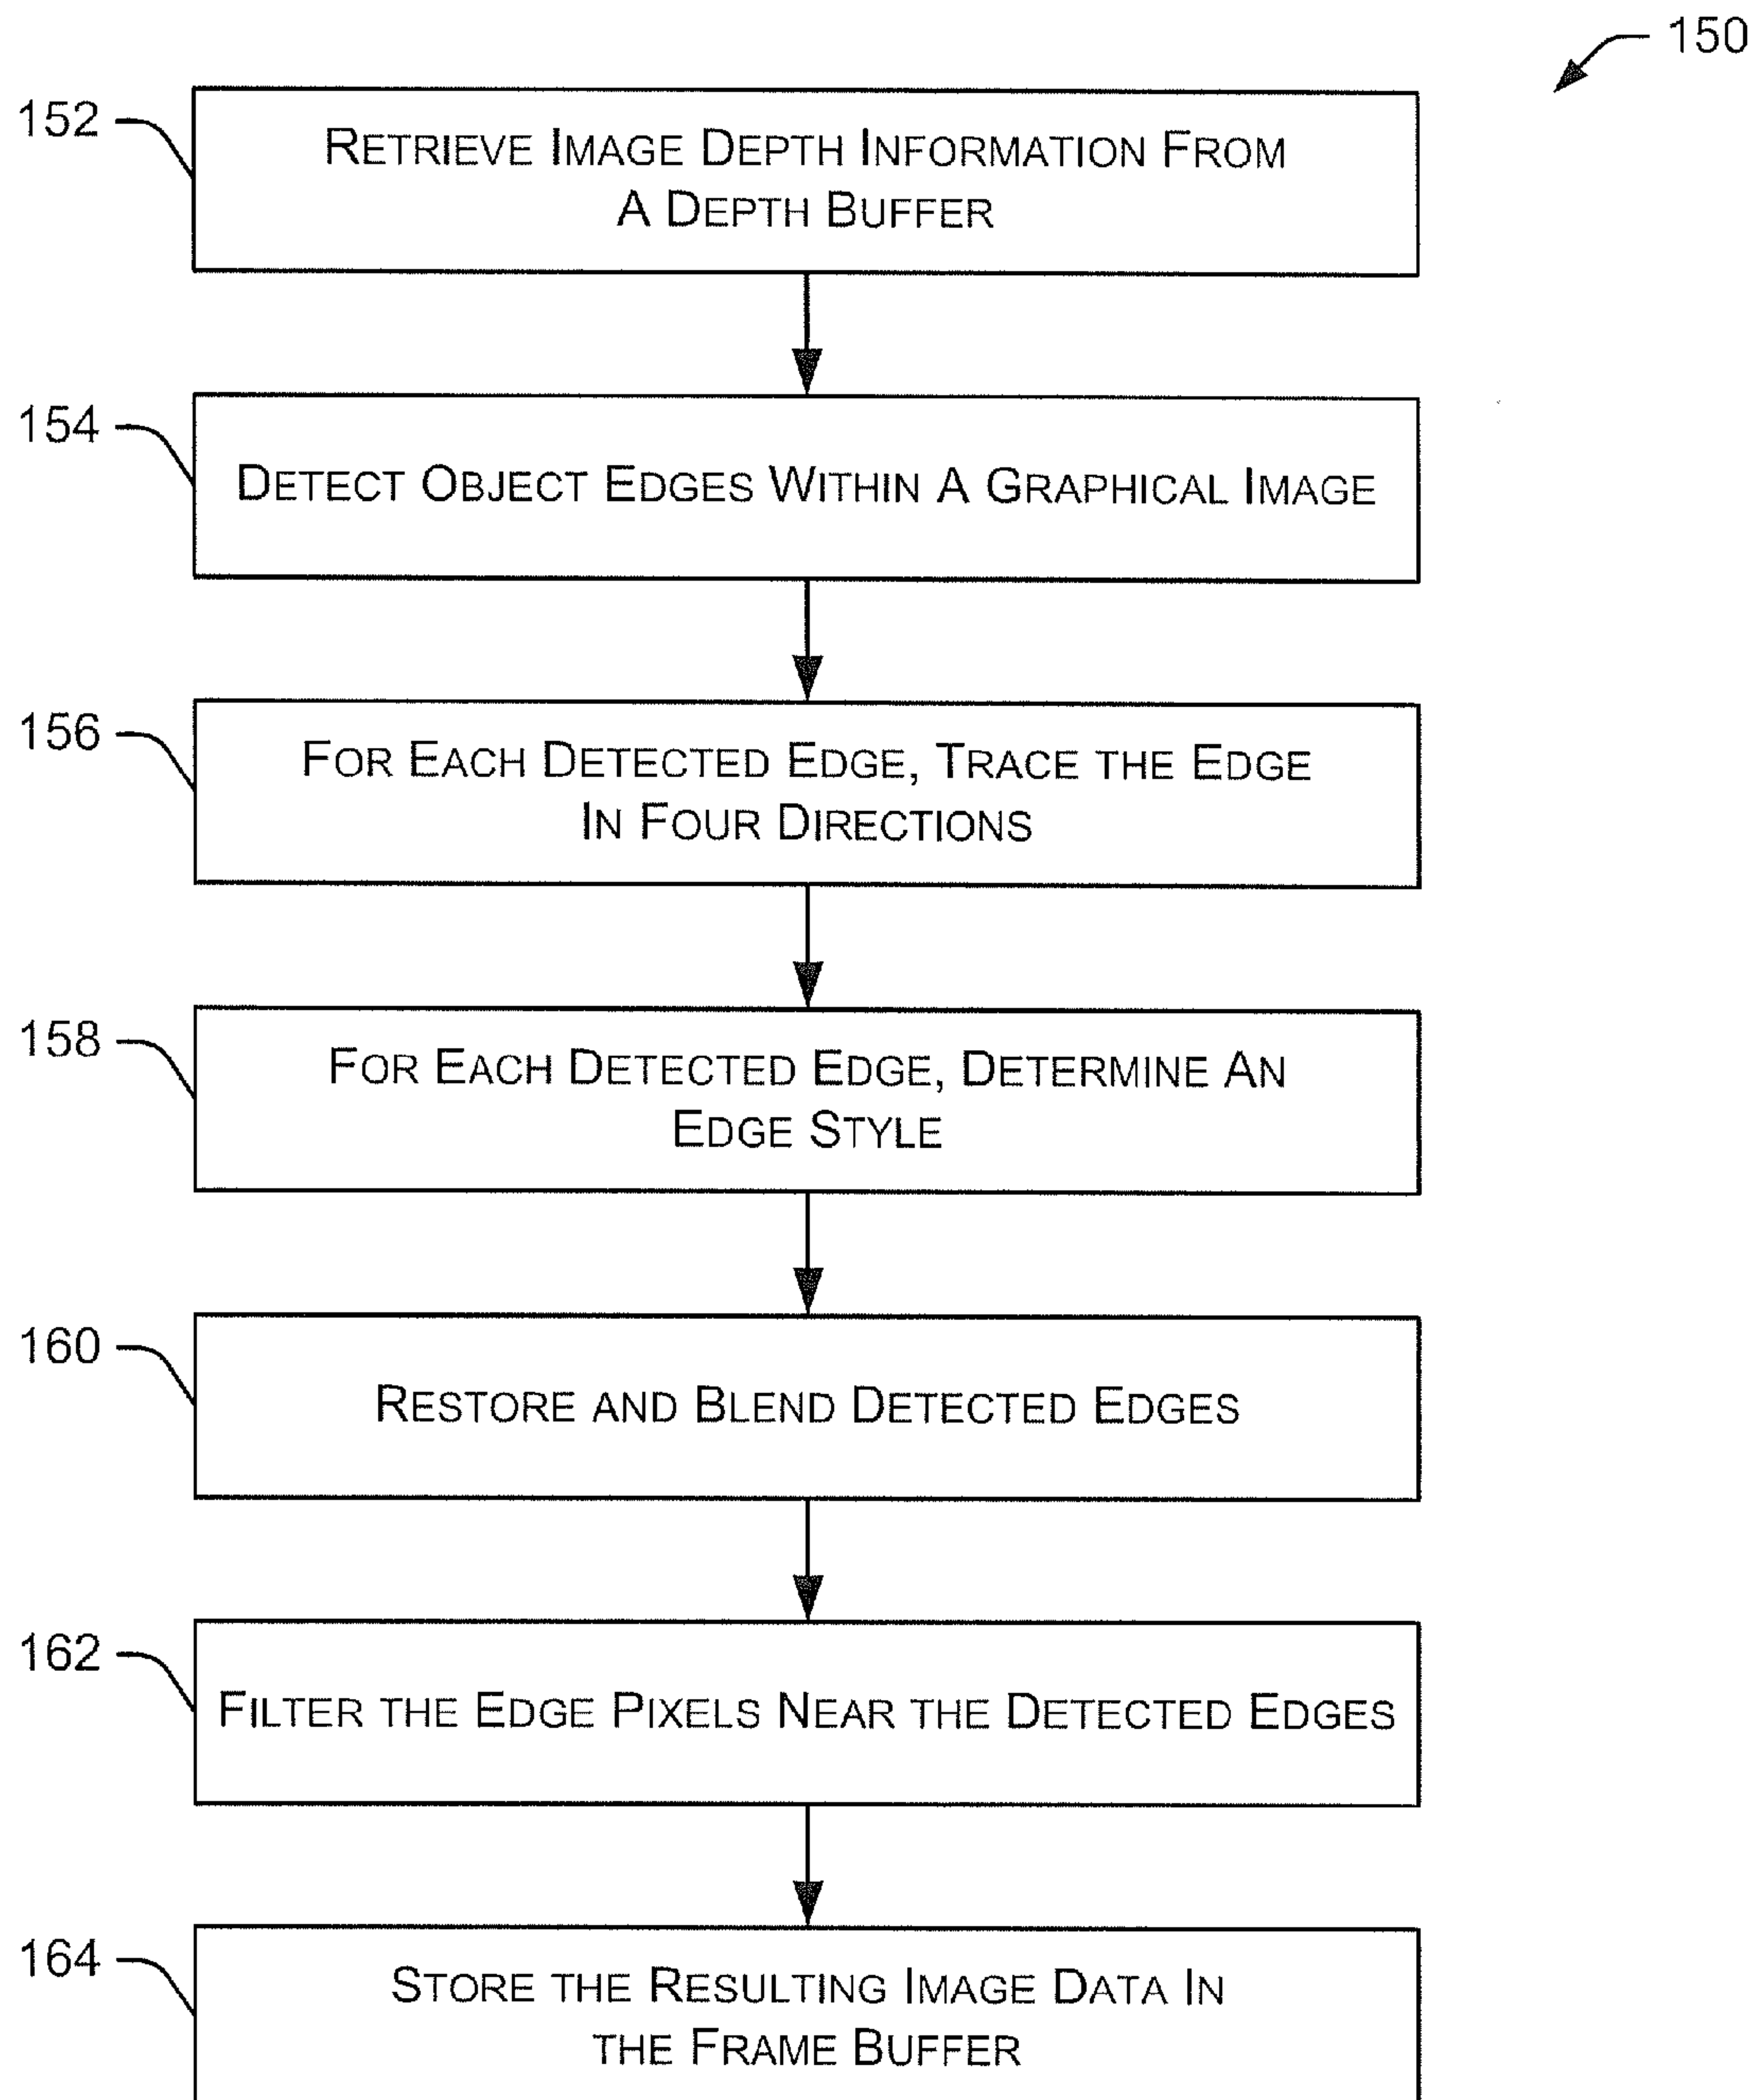 150
152
RETRIEVE IMAGE DEPTH INFORMATION FROM
A DEPTH BUFFER
154
DETECT OBJECT EDGES WITHIN A GRAPHICAL IMAGE
156
FOR EACH DETECTED EDGE, TRACE THE EDGE
IN FOUR DIRECTIONS
158
FOR EACH DETECTED EDGE, DETERMINE AN
EDGE STYLE
160
RESTORE AND BLEND DETECTED EDGES
162
FILTER THE EDGE PIXELS NEAR THE DETECTED EDGES
164
STORE THE RESULTING IMAGE DATA IN
THE FRAME BUFFER